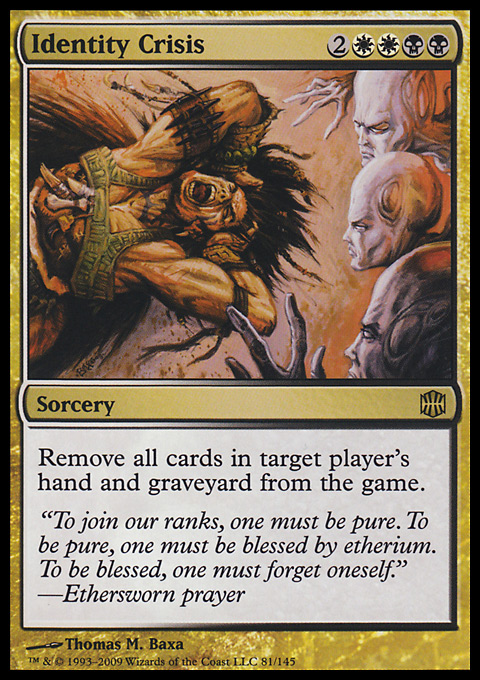 Identity Crisis 2
Sorcery
Remove all cards in target player's
hand and graveyard from the game.
“To join our ranks, one must be pure. To
be pure, one must be blessed by etherium.
To be blessed, one must forget oneself.”
—Ethersworn prayer
Thomas M. Baxa
™ & © 1993–2009 Wizards of the Coast LLC 81/145